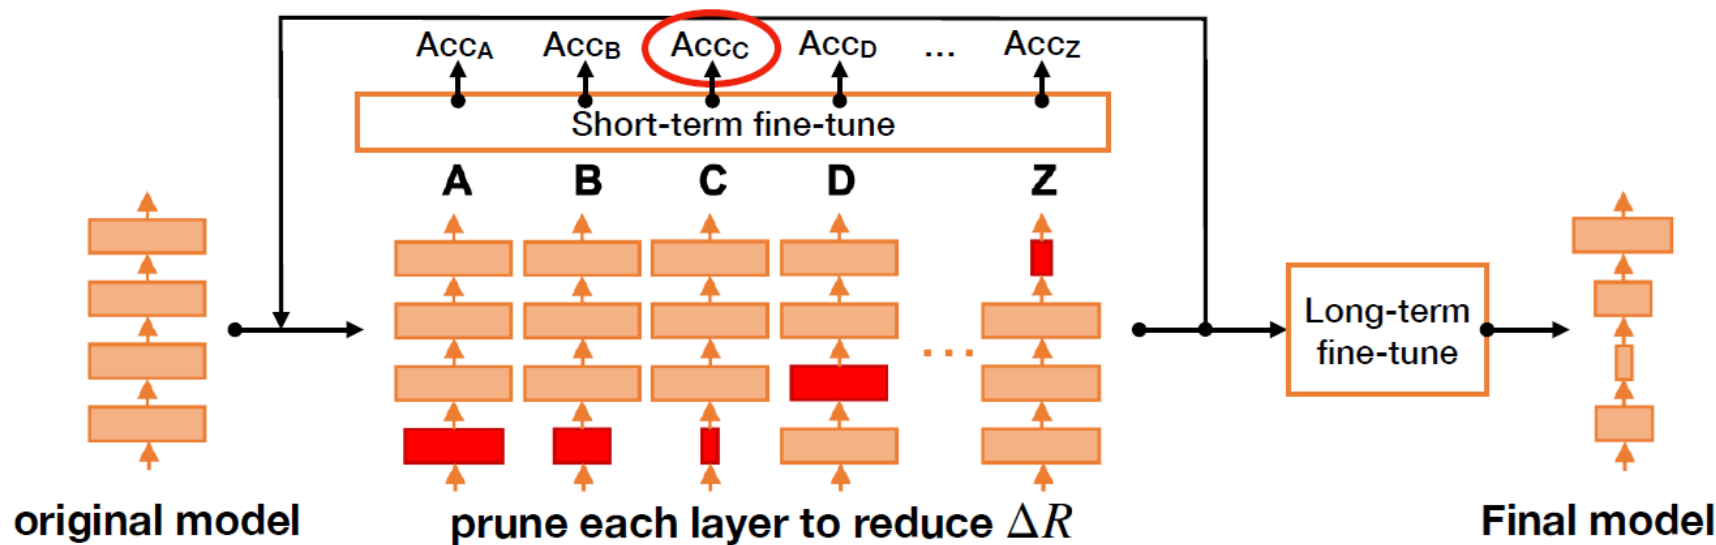 AccA AccB AccC AccD ... AccZ
Short-term fine-tune
A B C D Z
...
Long-term
fine-tune
original model
prune each layer to reduce ΔR
Final model